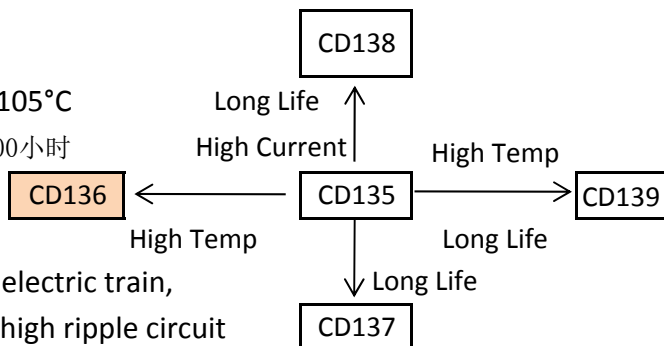 CD138
105°C
Long Life
00小时
High Current
High Temp
CD136
CD135
CD139
High Temp
Long Life
electric train,
Long Life
high ripple circuit
CD137